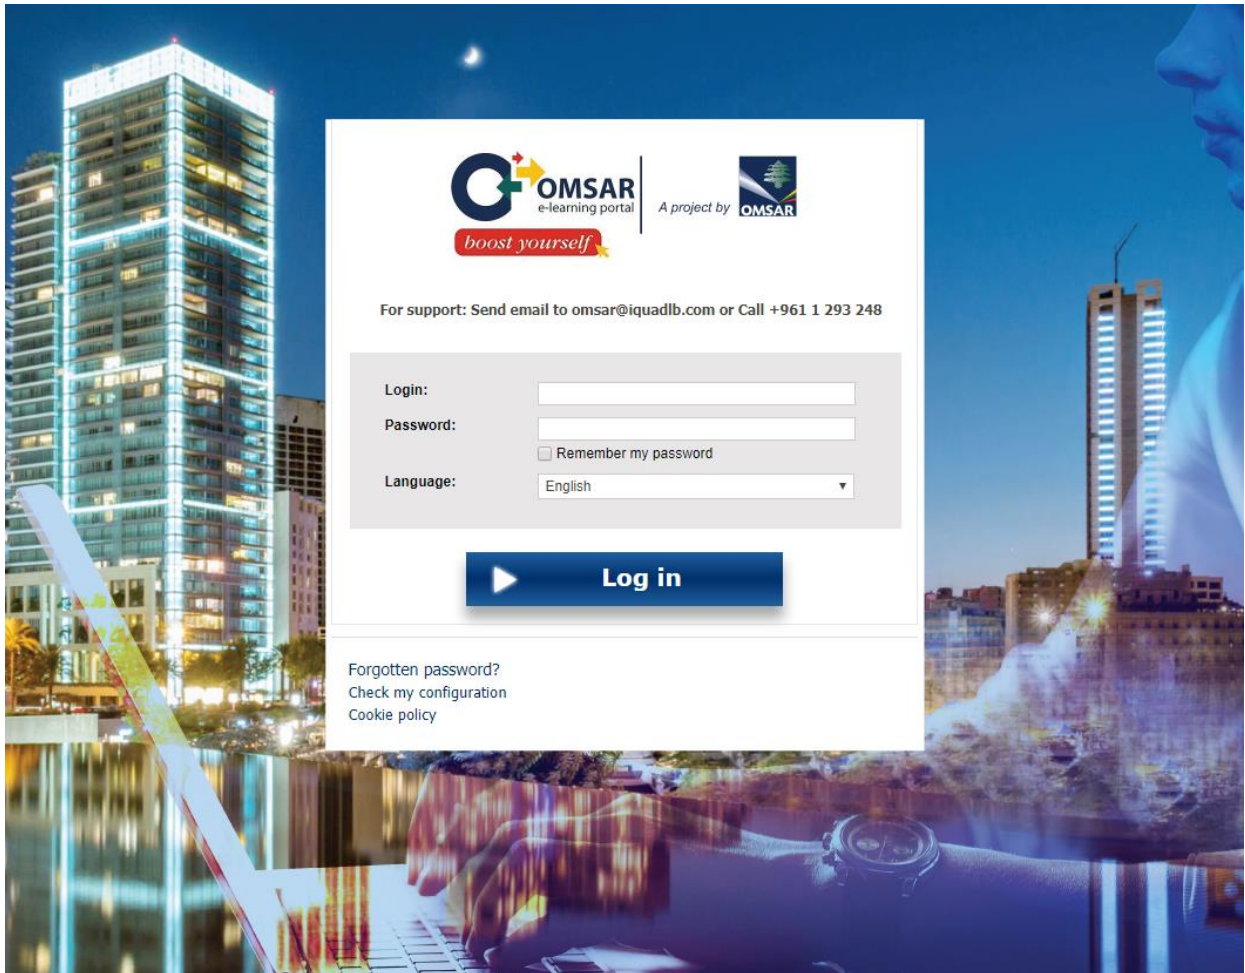 OMSAR
e-learning portal
boost yourself
A project by
OMSAR
For support: Send email to omsar@iquadlb.com or Call +961 1 293 248
Login:
Password:
Remember my password
Language:
English
Log in
Forgotten password?
Check my configuration
Cookie policy